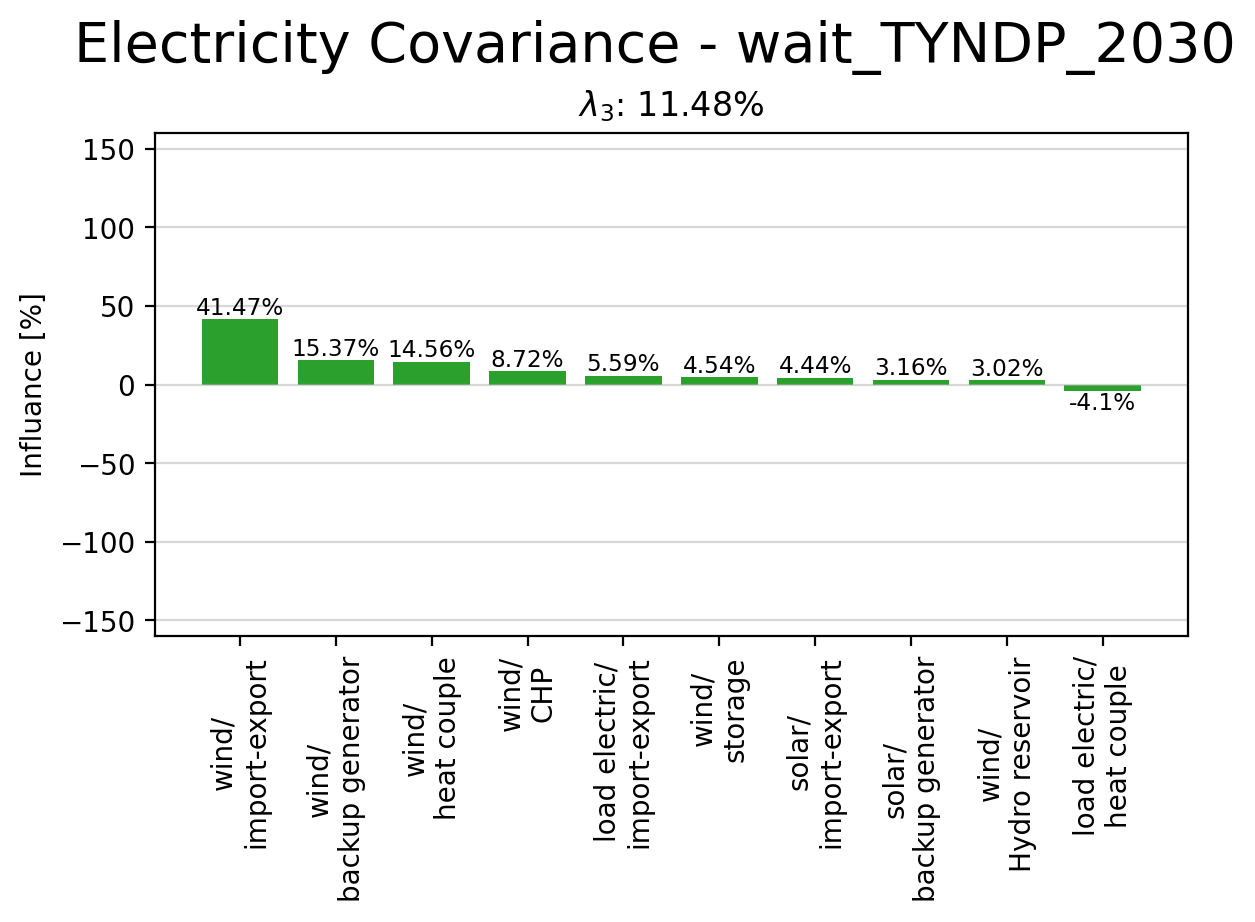 Electricity Covariance - wait_TYNDP_2030
λ₃: 11.48%
Influance [%]
150
100
50
0
−50
−100
−150
41.47%
15.37%
14.56%
8.72%
5.59%
4.54%
4.44%
3.16%
3.02%
-4.1%
wind/
import-export
wind/
backup generator
wind/
heat couple
wind/
CHP
load electric/
import-export
wind/
storage
solar/
import-export
solar/
backup generator
wind/
Hydro reservoir
load electric/
heat couple